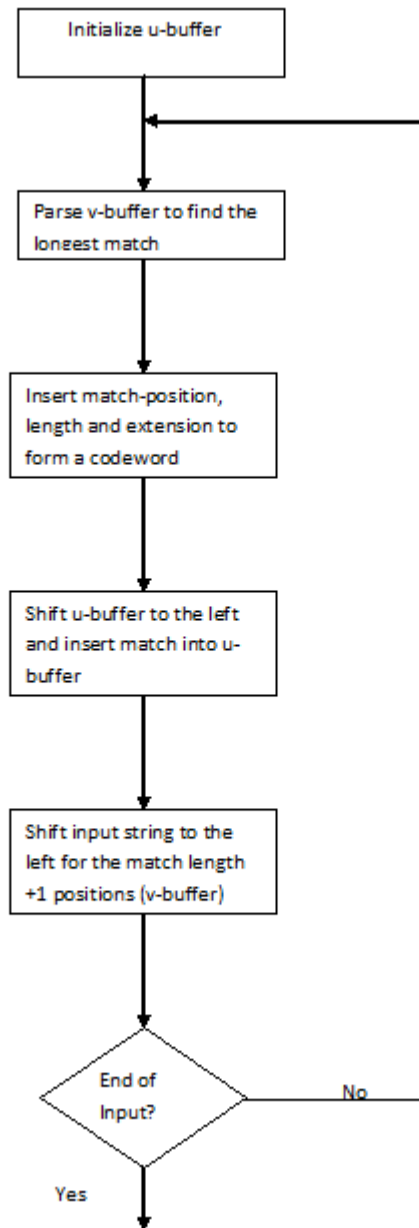 Initialize u-buffer
Parse v-buffer to find the
longest match
Insert match-position,
length and extension to
form a codeword
Shift u-buffer to the left
and insert match into u-
buffer
Shift input string to the
left for the match length
+1 positions (v-buffer)
End of
Input?
No
Yes